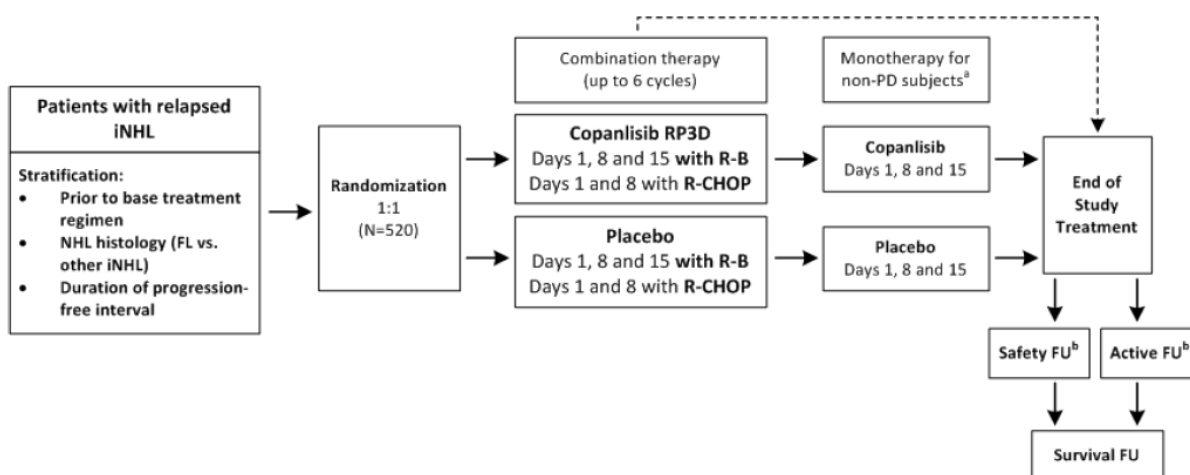 Combination therapy
(up to 6 cycles)
Monotherapy for
non-PD subjectsᵃ
Patients with relapsed
iNHL
Stratification:
• Prior to base treatment
regimen
• NHL histology (FL vs.
other iNHL)
• Duration of progression-
free interval
Randomization
1:1
(N=520)
Copanlisib RP3D
Days 1, 8 and 15 with R-B
Days 1 and 8 with R-CHOP
Copanlisib
Days 1, 8 and 15
Placebo
Days 1, 8 and 15 with R-B
Days 1 and 8 with R-CHOP
Placebo
Days 1, 8 and 15
End of
Study
Treatment
Safety FUᵇ
Active FUᵇ
Survival FU